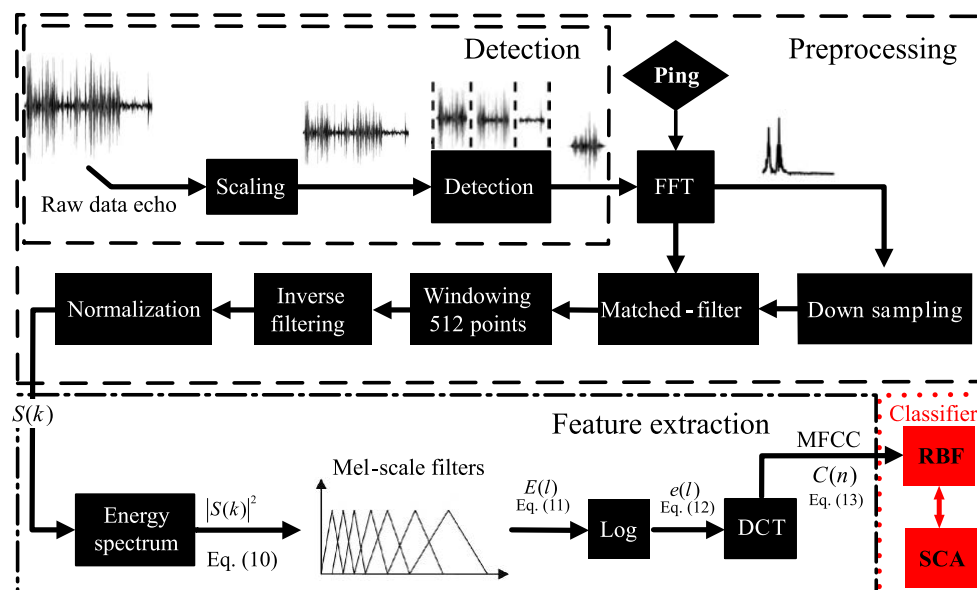 Detection
Preprocessing
Ping
Raw data echo
Scaling
Detection
FFT
Normalization
Inverse
filtering
Windowing
512 points
Matched-filter
Down sampling
S(k)
Feature extraction
Classifier
Mel-scale filters
MFCC
RBF
Energy
spectrum
|S(k)|²
Eq. (10)
E(l)
Eq. (11)
Log
e(l)
Eq. (12)
DCT
C(n)
Eq. (13)
SCA